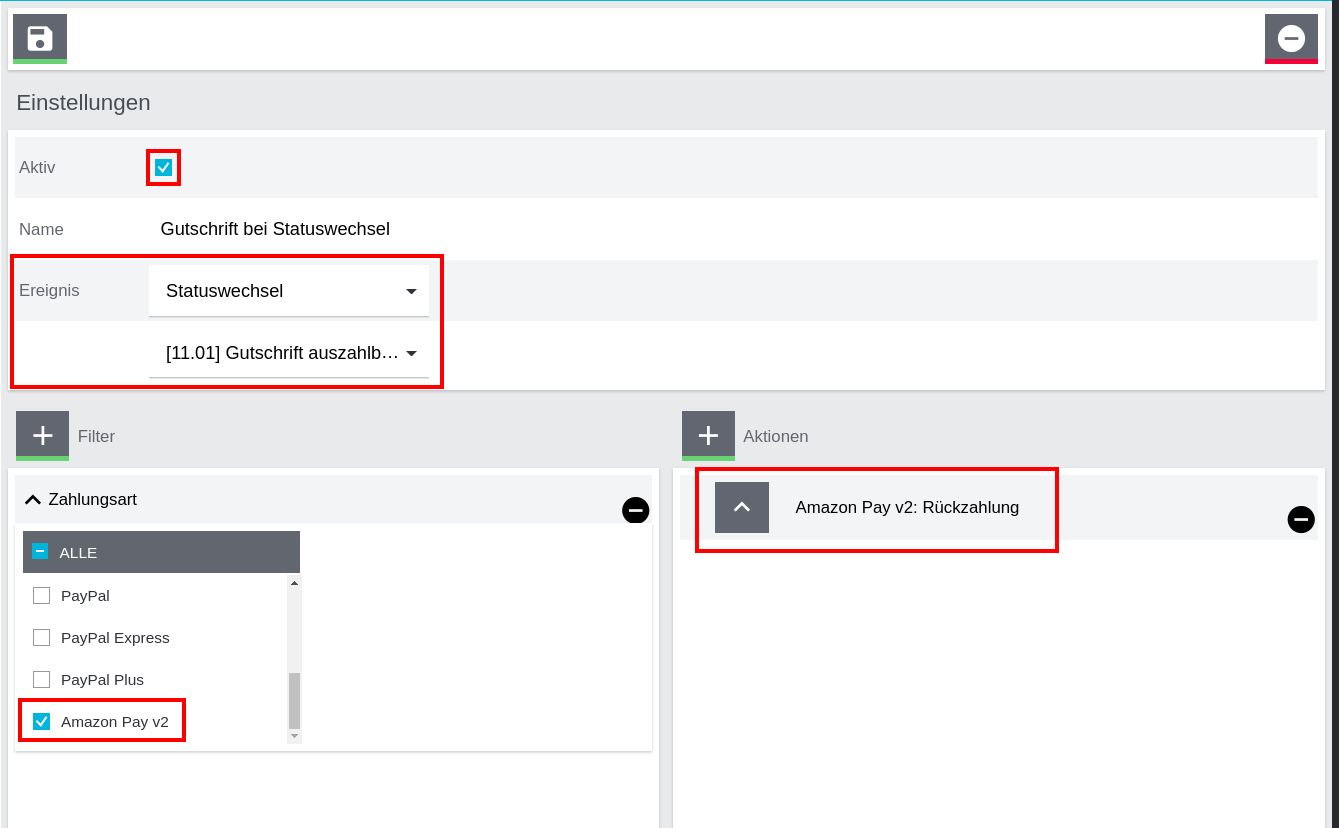 Einstellungen
Aktiv
Name Gutschrift bei Statuswechsel
Ereignis Statuswechsel
[11.01] Gutschrift auszahlb…
Filter
Zahlungsart
ALLE
PayPal
PayPal Express
PayPal Plus
Amazon Pay v2
Aktionen
Amazon Pay v2: Rückzahlung